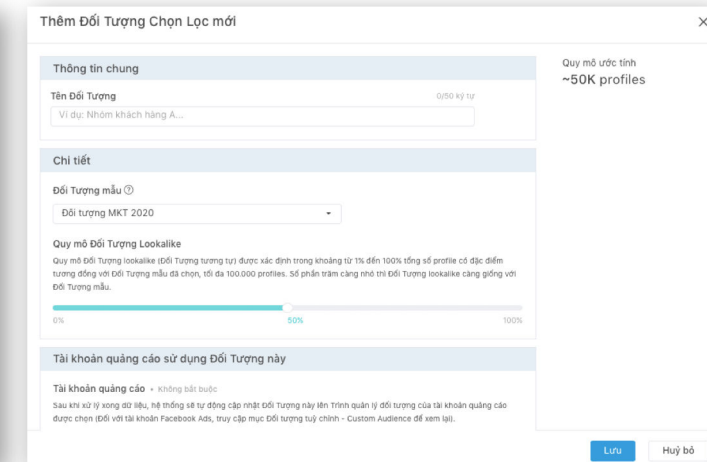 Thêm Đối Tượng Chọn Lọc mới
Thông tin chung
Tên Đối Tượng
0/50 ký tự
Ví dụ: Nhóm khách hàng A...
Quy mô ước tính
~50K profiles
Chi tiết
Đối Tượng mẫu
Đối tượng MKT 2020
Quy mô Đối Tượng Lookalike
Quy mô Đối Tượng lookalike (Đối Tượng tương tự) được xác định trong khoảng từ 1% đến 100% tổng số profile có đặc điểm
tương đồng với Đối Tượng mẫu đã chọn, tối đa 100.000 profiles. Số phần trăm càng nhỏ thì Đối Tượng lookalike càng giống với
Đối Tượng mẫu.
0% 50% 100%
Tài khoản quảng cáo sử dụng Đối Tượng này
Tài khoản quảng cáo • Không bắt buộc
Sau khi xử lý xong dữ liệu, hệ thống sẽ tự động cập nhật Đối Tượng này lên Trình quản lý đối tượng của tài khoản quảng cáo
được chọn (Đối với tài khoản Facebook Ads, truy cập mục Đối tượng tuỳ chỉnh - Custom Audience để xem lại).
Lưu Huỷ bỏ